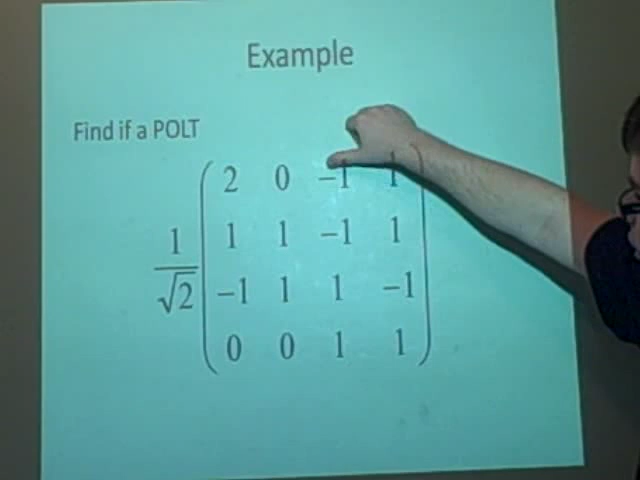 Example
Find if a POLT
2 0 -1 1
1 1 1 -1 1
√2 -1 1 1 -1
0 0 1 1